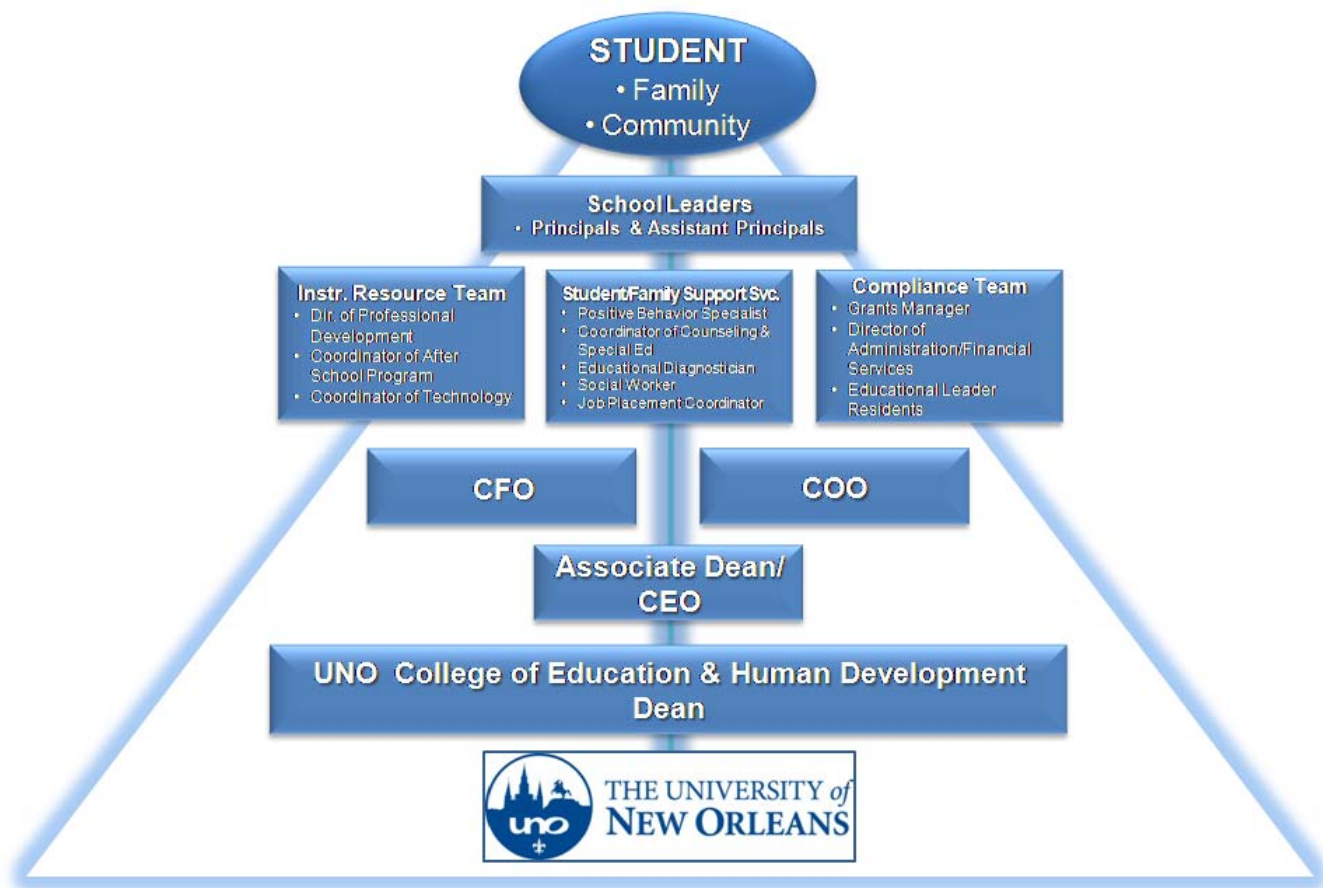 STUDENT
• Family
• Community
School Leaders
• Principals & Assistant Principals
Instr. Resource Team
• Dir. of Professional
Development
• Coordinator of After
School Program
• Coordinator of Technology
Student/Family Support Svc.
• Positive Behavior Specialist
• Coordinator of Counseling &
Special Ed
• Educational Diagnostician
• Social Worker
• Job Placement Coordinator
Compliance Team
• Grants Manager
• Director of
Administration/Financial
Services
• Educational Leader
Residents
CFO
COO
Associate Dean/
CEO
UNO College of Education & Human Development
Dean
uno
THE UNIVERSITY of
NEW ORLEANS